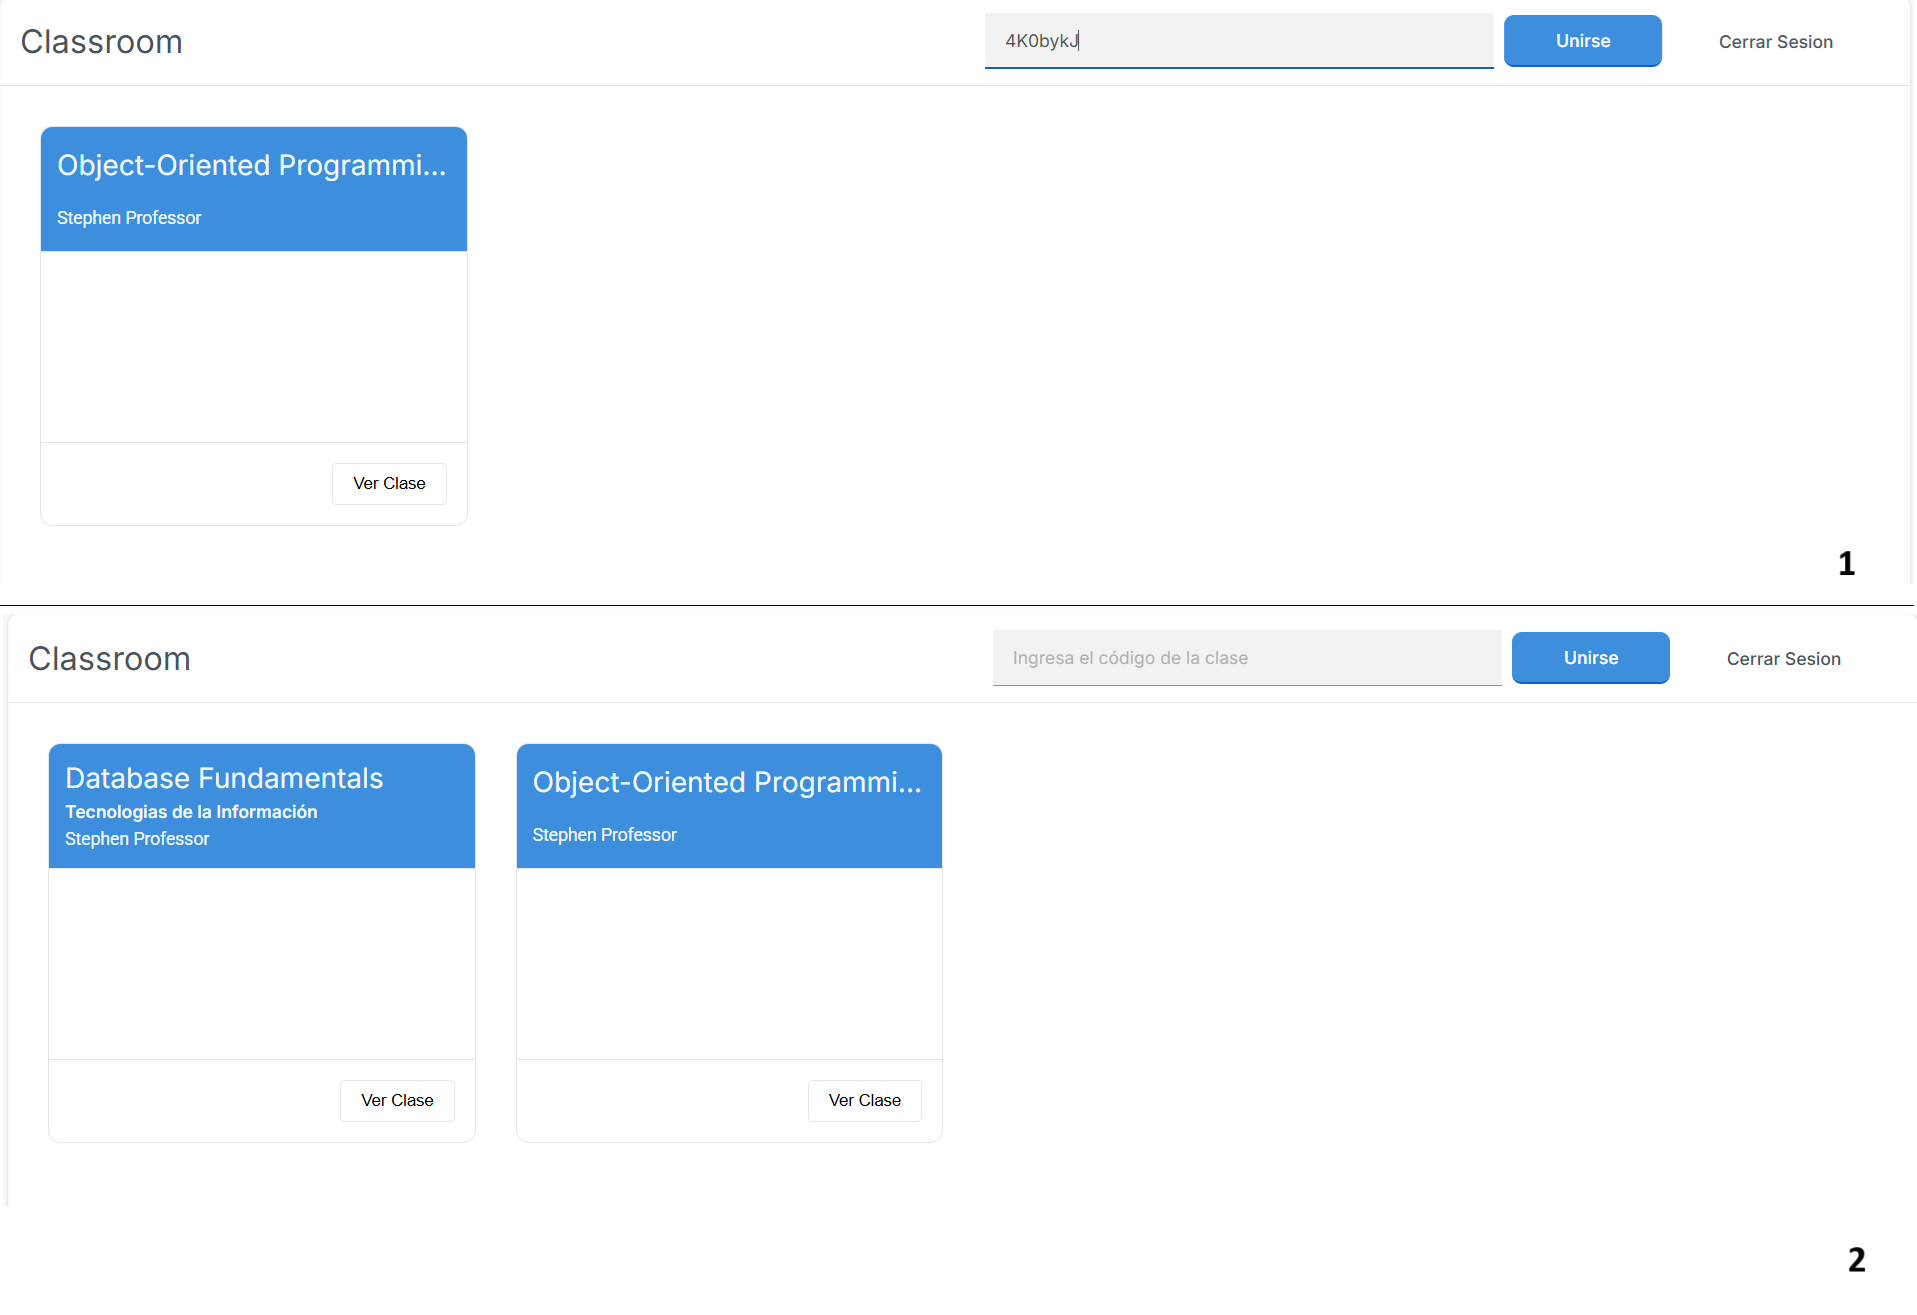 Classroom
4K0bykJ
Unirse
Cerrar Sesion
Object-Oriented Programmi...
Stephen Professor
Ver Clase
1
Classroom
Ingresa el código de la clase
Unirse
Cerrar Sesion
Database Fundamentals
Tecnologias de la Información
Stephen Professor
Ver Clase
Object-Oriented Programmi...
Stephen Professor
Ver Clase
2